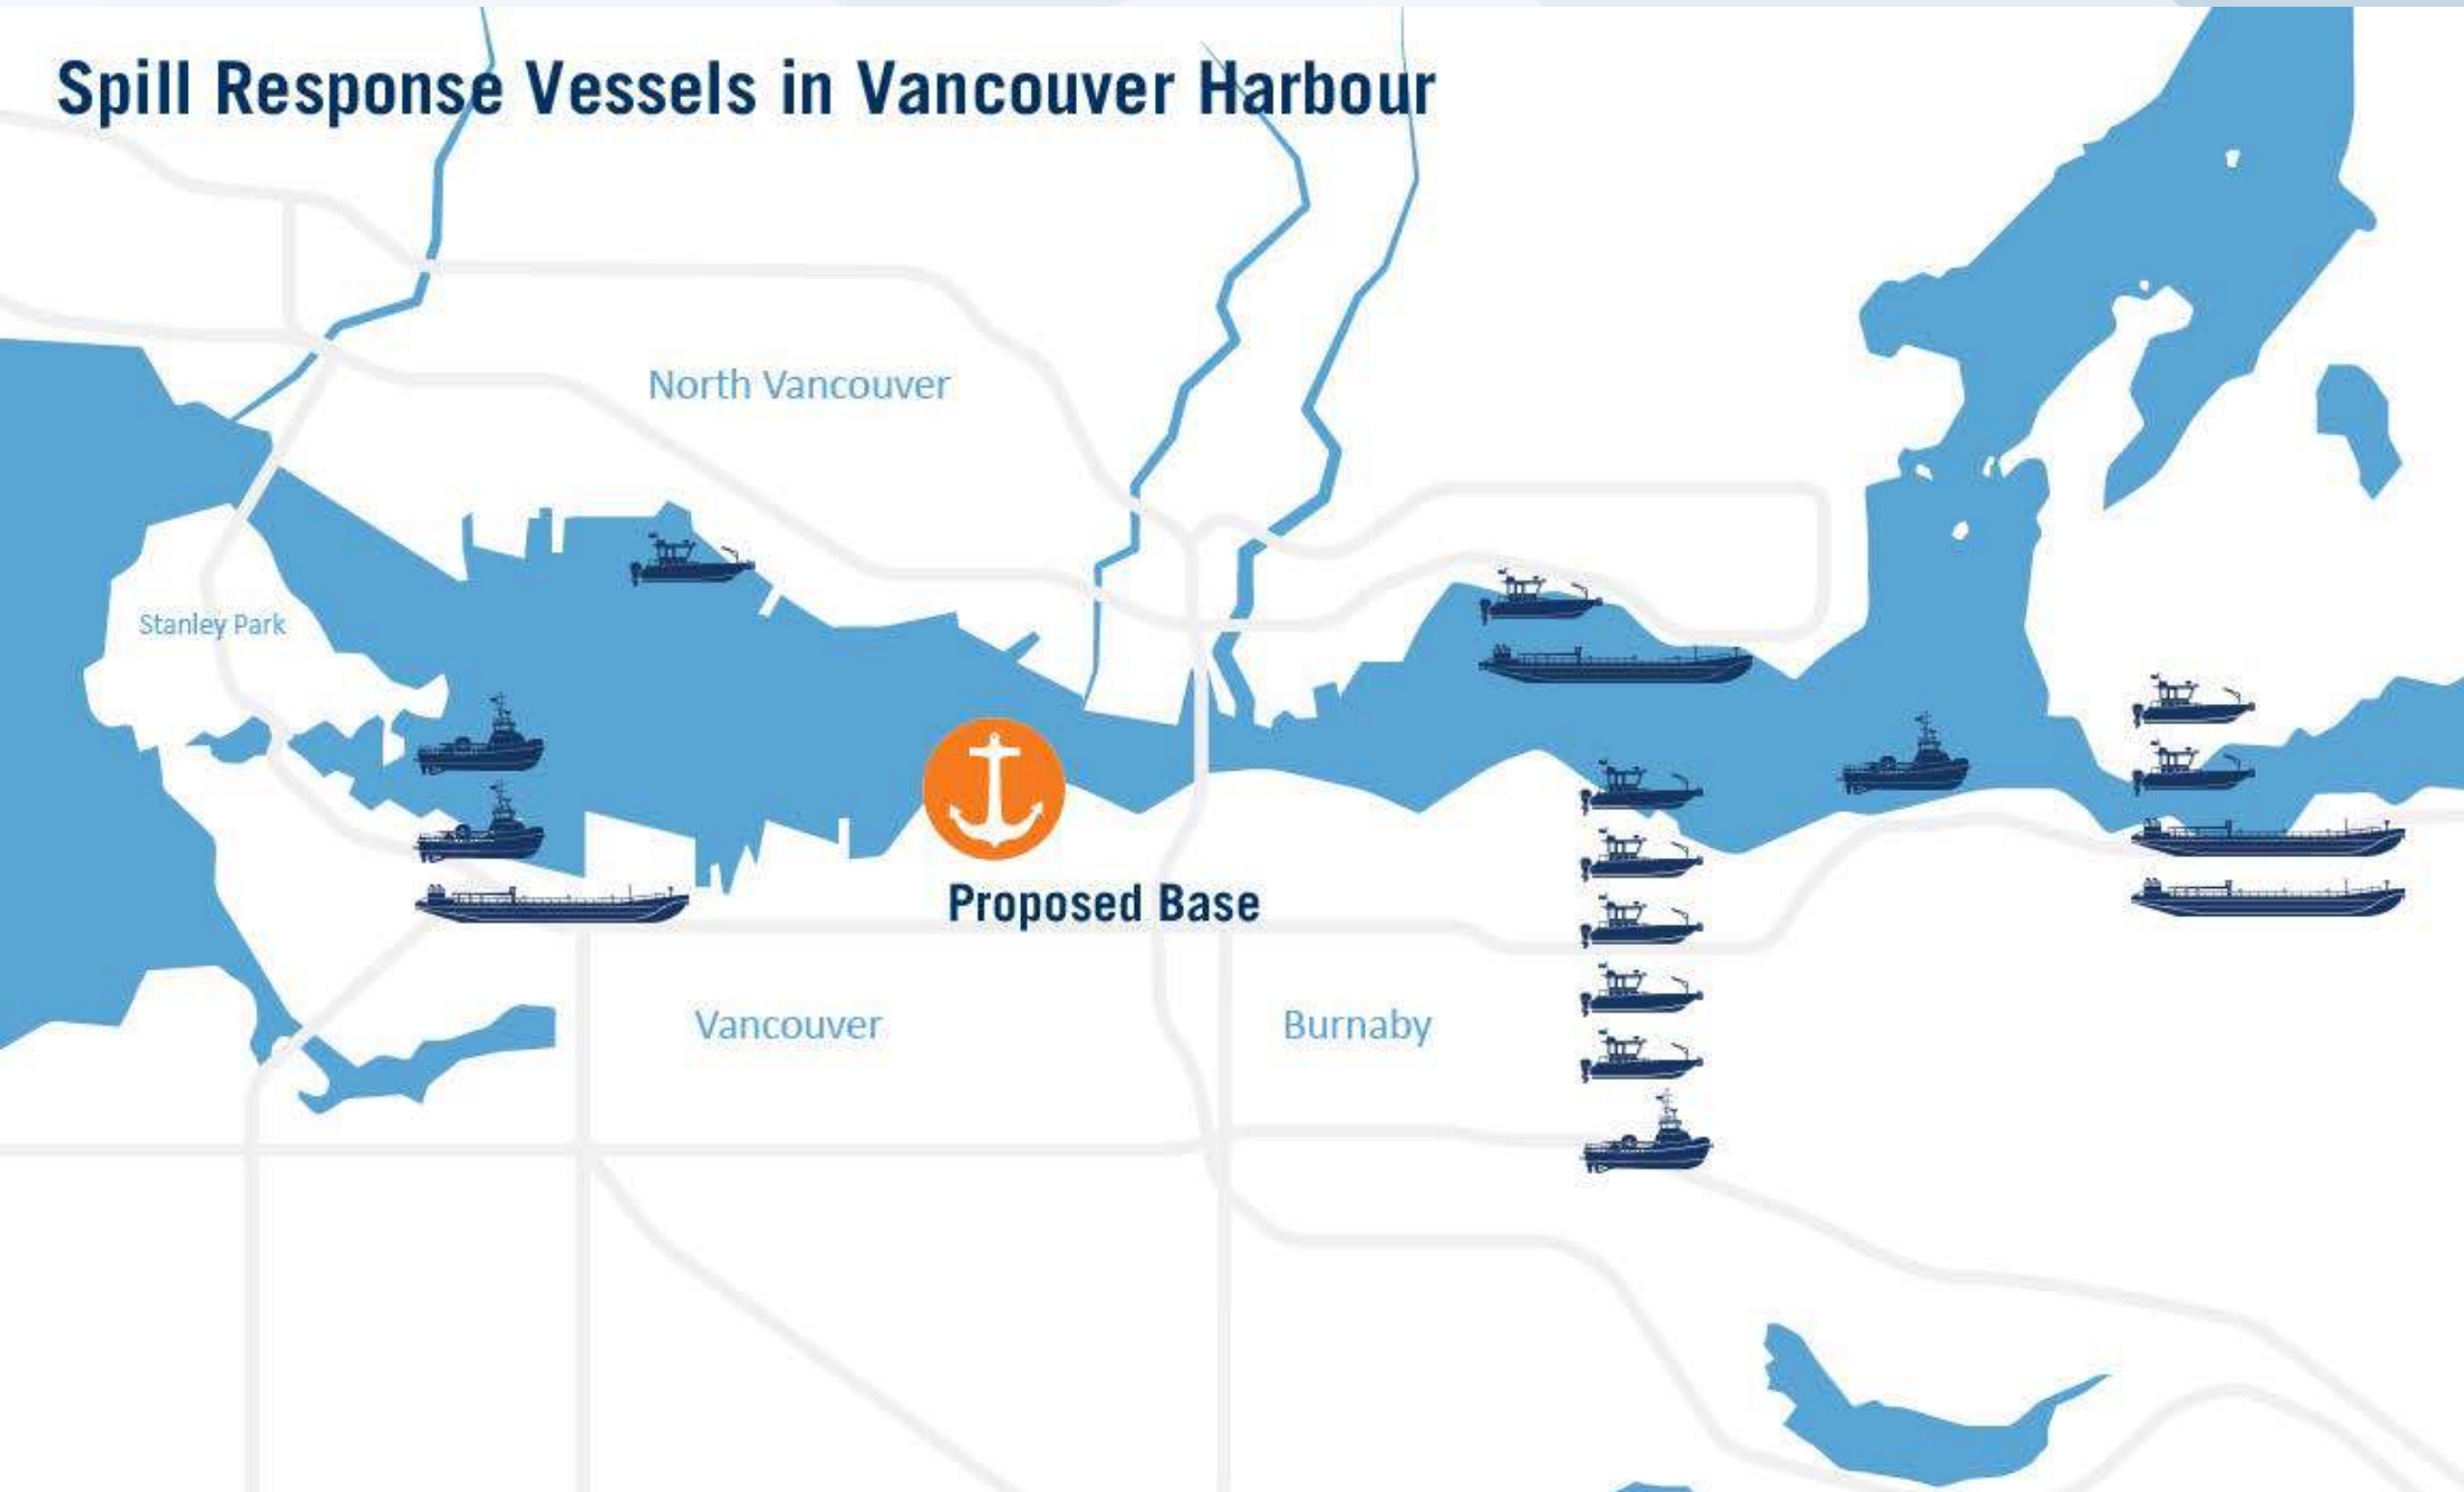 Spill Response Vessels in Vancouver Harbour
North Vancouver
Stanley Park
Proposed Base
Vancouver
Burnaby